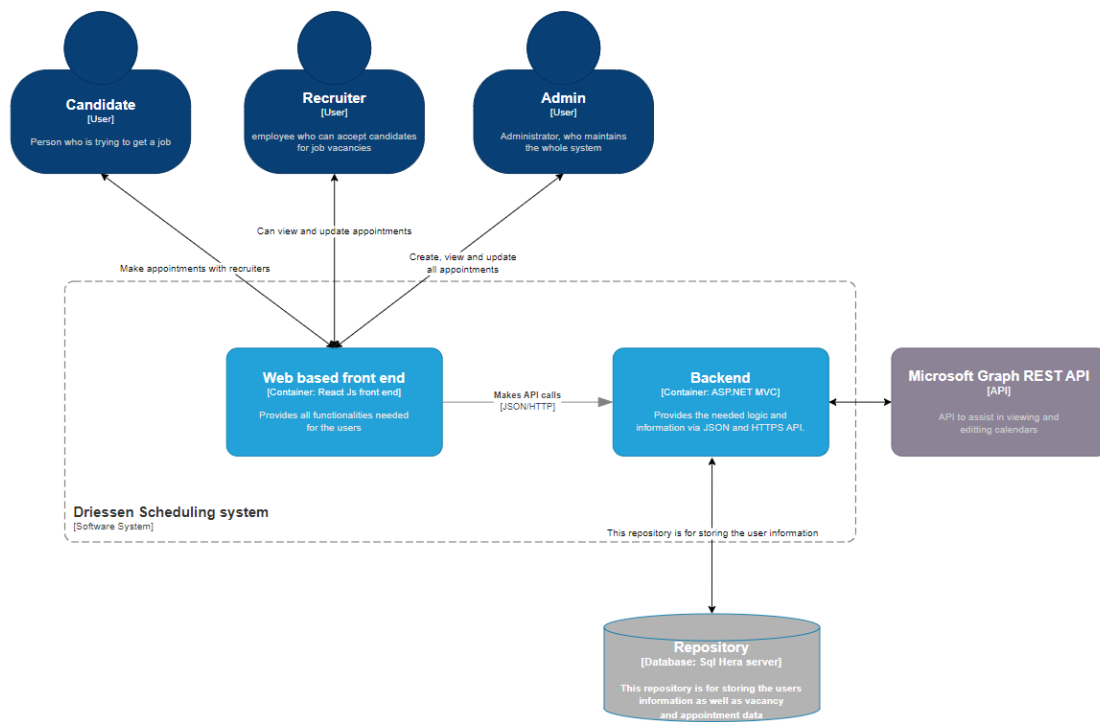 Candidate
[User]
Person who is trying to get a job
Recruiter
[User]
employee who can accept candidates
for job vacancies
Admin
[User]
Administrator, who maintains
the whole system
Make appointments with recruiters
Can view and update appointments
Create, view and update
all appointments
Web based front end
[Container: React Js front end]
Provides all functionalities needed
for the users
Makes API calls
[JSON/HTTP]
Backend
[Container: ASP.NET MVC]
Provides the needed logic and
information via JSON and HTTPS API.
Microsoft Graph REST API
[API]
API to assist in viewing and
editting calendars
Driessen Scheduling system
[Software System]
This repository is for storing the user information
Repository
[Database: Sql Hera server]
This repository is for storing the users
information as well as vacancy
and appointment data